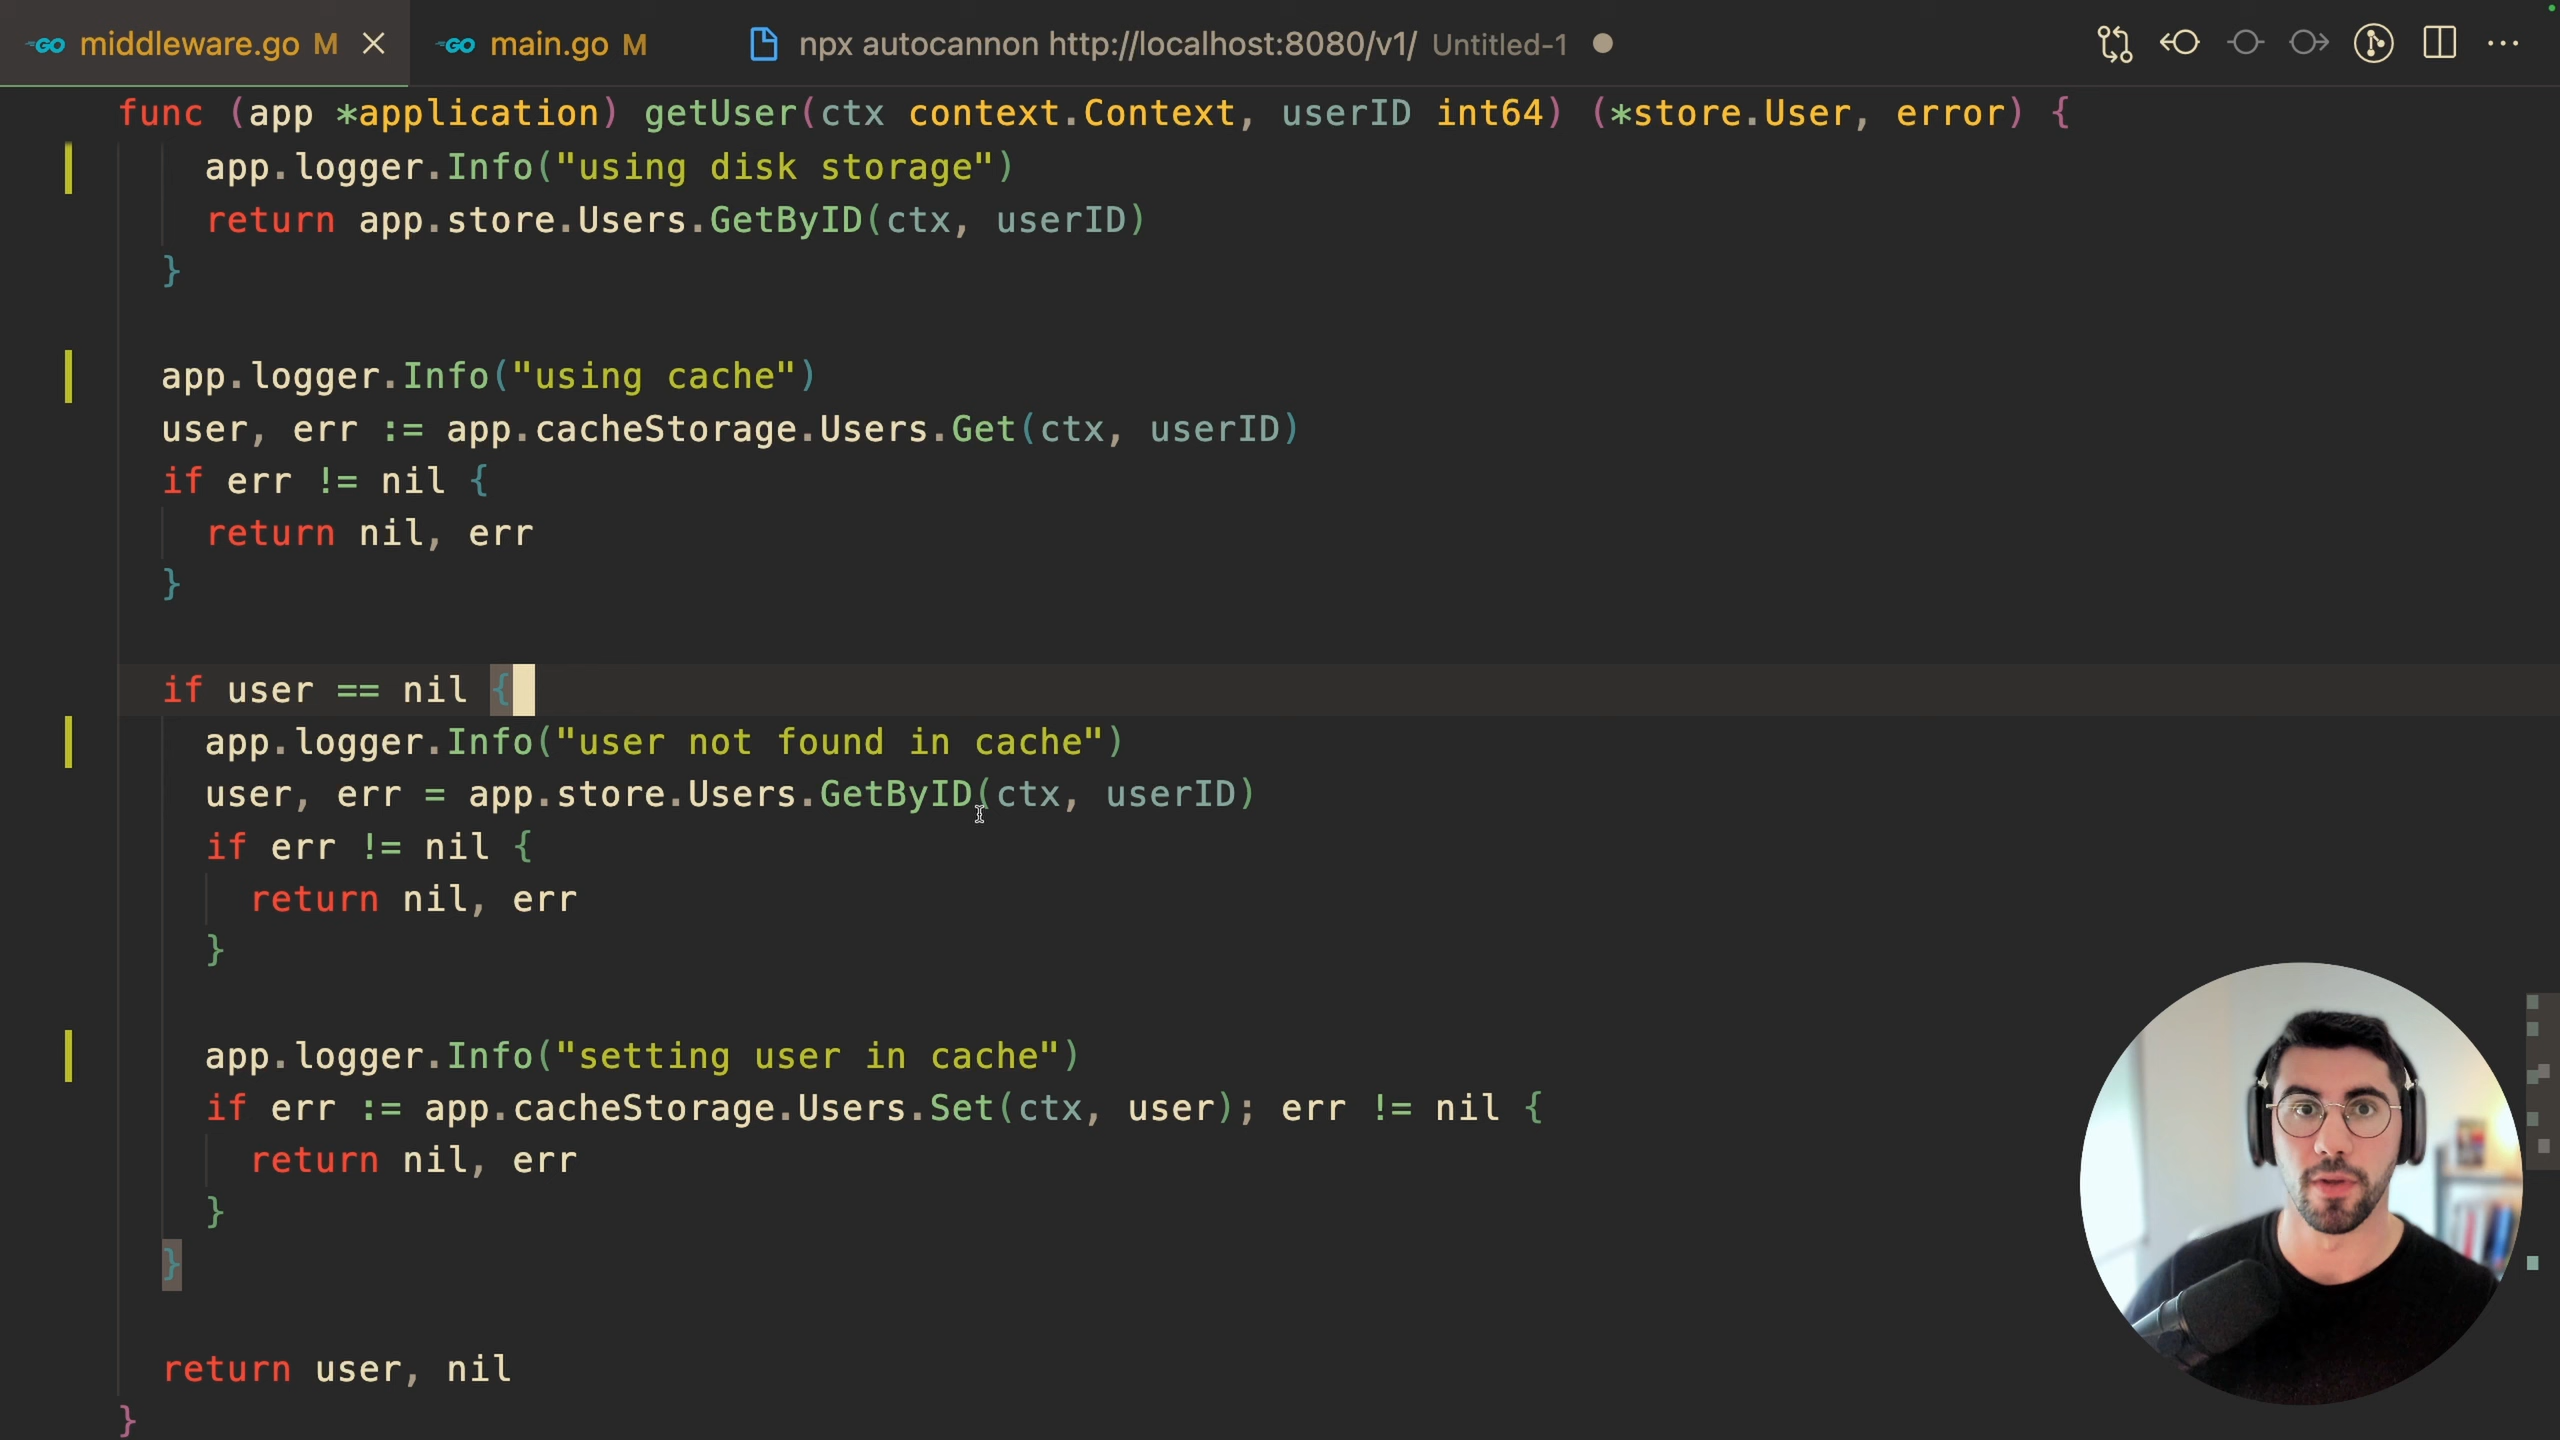 GO middleware.go M GO main.go M npx autocannon http://localhost:8080/v1/ Untitled-1
func (app *application) getUser(ctx context.Context, userID int64) (*store.User, error) {
app.logger.Info("using disk storage")
return app.store.Users.GetByID(ctx, userID)
}
app.logger.Info("using cache")
user, err := app.cacheStorage.Users.Get(ctx, userID)
if err != nil {
return nil, err
}
if user == nil {
app.logger.Info("user not found in cache")
user, err = app.store.Users.GetByID(ctx, userID)
if err != nil {
return nil, err
}
app.logger.Info("setting user in cache")
if err := app.cacheStorage.Users.Set(ctx, user); err != nil {
return nil, err
}
}
return user, nil
}